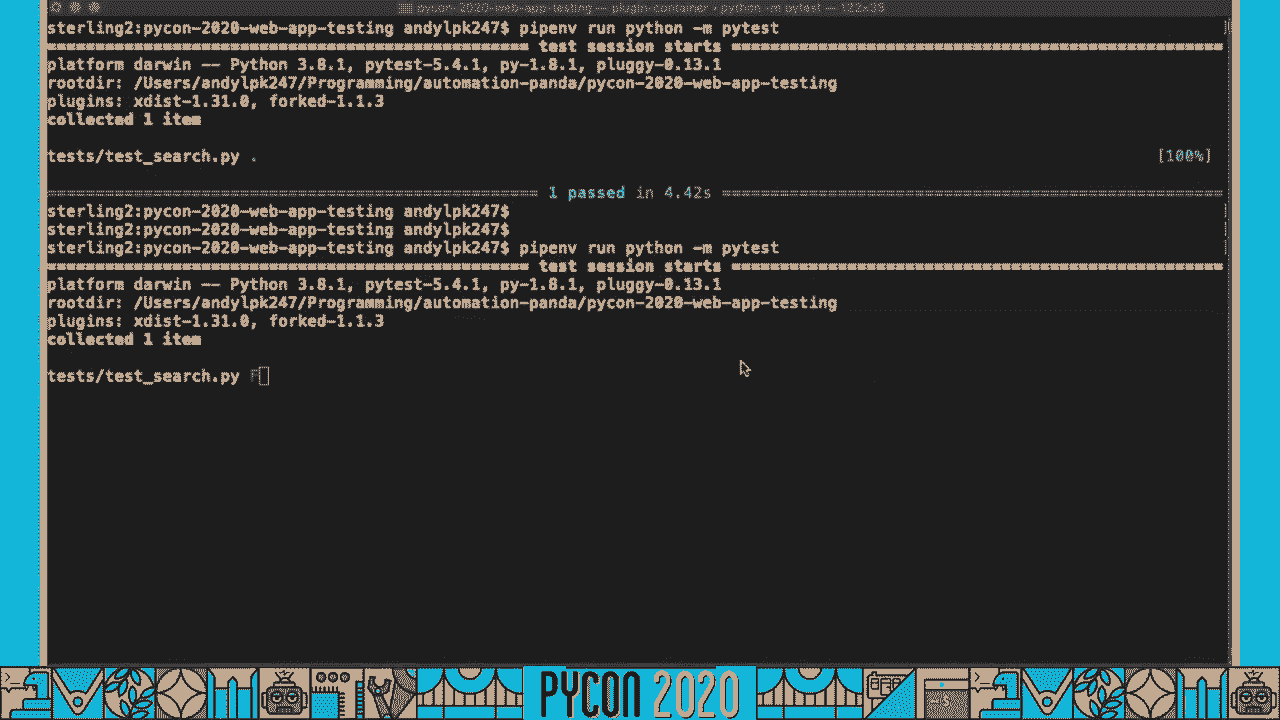 pycon-2020-web-app-testing — plugin-container • python -m pytest — 122×35
sterling2:pycon-2020-web-app-testing andylpk247$ pipenv run python -m pytest
============================================== test session starts ===============================================
platform darwin -- Python 3.8.1, pytest-5.4.1, py-1.8.1, pluggy-0.13.1
rootdir: /Users/andylpk247/Programming/automation-panda/pycon-2020-web-app-testing
plugins: xdist-1.31.0, forked-1.1.3
collected 1 item
tests/test_search.py . [100%]
=============================================== 1 passed in 4.42s ================================================
sterling2:pycon-2020-web-app-testing andylpk247$
sterling2:pycon-2020-web-app-testing andylpk247$
sterling2:pycon-2020-web-app-testing andylpk247$ pipenv run python -m pytest
============================================== test session starts ===============================================
platform darwin -- Python 3.8.1, pytest-5.4.1, py-1.8.1, pluggy-0.13.1
rootdir: /Users/andylpk247/Programming/automation-panda/pycon-2020-web-app-testing
plugins: xdist-1.31.0, forked-1.1.3
collected 1 item
tests/test_search.py F
PYCON 2020